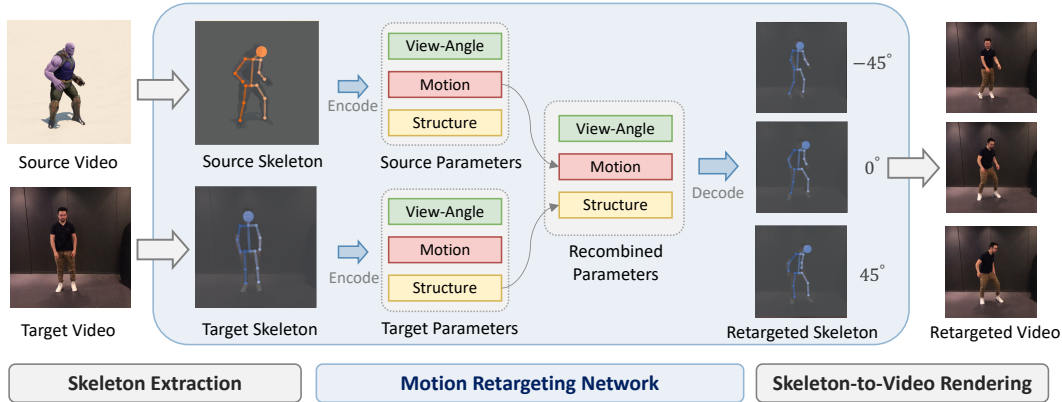 Source Video
Target Video
Source Skeleton
Target Skeleton
Encode
Encode
View-Angle
Motion
Structure
Source Parameters
View-Angle
Motion
Structure
Target Parameters
View-Angle
Motion
Structure
Recombined
Parameters
Decode
−45°
0°
45°
Retargeted Skeleton
Retargeted Video
Skeleton Extraction
Motion Retargeting Network
Skeleton-to-Video Rendering